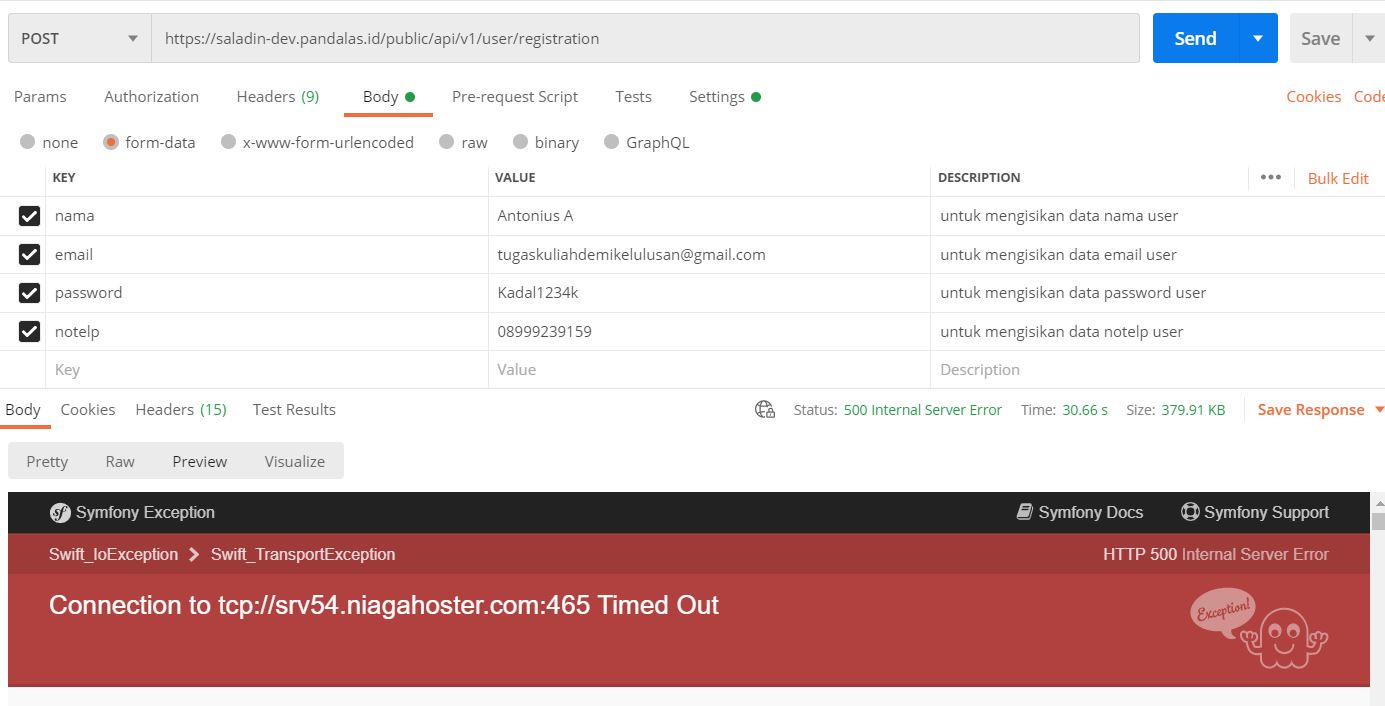 POST https://saladin-dev.pandalas.id/public/api/v1/user/registration Send Save
Params Authorization Headers (9) Body Pre-request Script Tests Settings Cookies Code
none form-data x-www-form-urlencoded raw binary GraphQL
KEY VALUE DESCRIPTION ••• Bulk Edit
nama Antonius A untuk mengisikan data nama user
email tugaskuliahdemikelulusan@gmail.com untuk mengisikan data email user
password Kadal1234k untuk mengisikan data password user
notelp 08999239159 untuk mengisikan data notelp user
Key Value Description
Body Cookies Headers (15) Test Results Status: 500 Internal Server Error Time: 30.66 s Size: 379.91 KB Save Response
Pretty Raw Preview Visualize
sf Symfony Exception Symfony Docs Symfony Support
Swift_IoException Swift_TransportException HTTP 500 Internal Server Error
Connection to tcp://srv54.niagahoster.com:465 Timed Out
Exception!